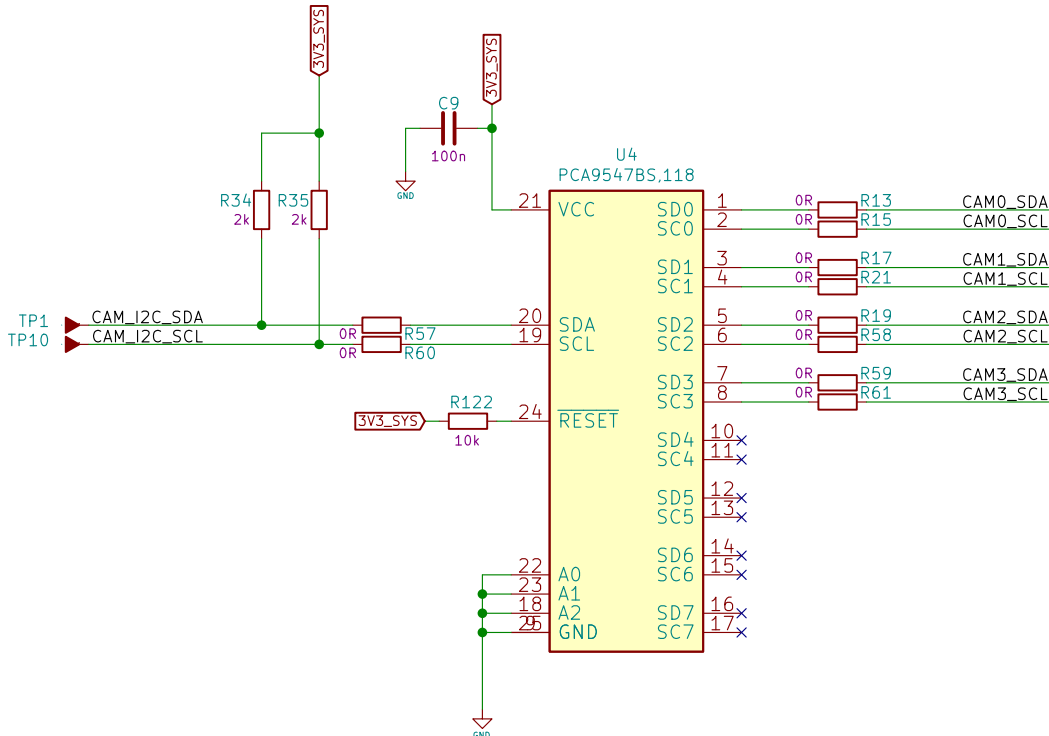 3V3_SYS
3V3_SYS
C9
100n
GND
R34
2k
R35
2k
U4
PCA9547BS,118
21
VCC
SD0
1
0R
R13
CAM0_SDA
SC0
2
R15
CAM0_SCL
SD1
3
0R
R17
CAM1_SDA
SC1
4
0R
R21
CAM1_SCL
TP1
CAM_I2C_SDA
0R
R57
20
SDA
SD2
5
0R
R19
CAM2_SDA
TP10
CAM_I2C_SCL
0R
R60
19
SCL
SC2
6
0R
R58
CAM2_SCL
SD3
7
0R
R59
CAM3_SDA
SC3
8
0R
R61
CAM3_SCL
3V3_SYS
R122
10k
24
RESET
SD4
10
SC4
11
SD5
12
SC5
13
SD6
14
SC6
15
22
A0
23
A1
18
A2
SD7
16
9
25
GND
SC7
17
GND